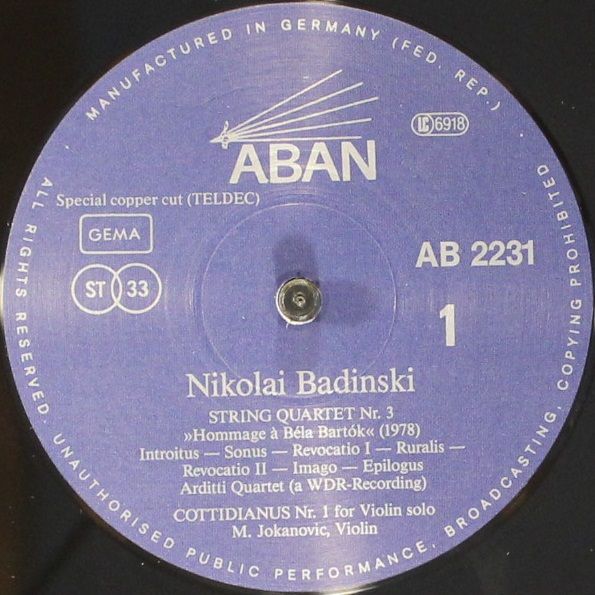 MANUFACTURED IN GERMANY (FED. REP.)
ABAN
LC 6918
Special copper cut (TELDEC)
GEMA
ST 33
AB 2231
1
Nikolai Badinski
STRING QUARTET Nr. 3
»Hommage à Béla Bartók« (1978)
Introitus — Sonus — Revocatio I — Ruralis —
Revocatio II — Imago — Epilogus
Arditti Quartet (a WDR-Recording)
COTTIDIANUS Nr. 1 for Violin solo
M. Jokanovic, Violin
ALL RIGHTS RESERVED. UNAUTHORISED PUBLIC PERFORMANCE, BROADCASTING, COPYING PROHIBITED